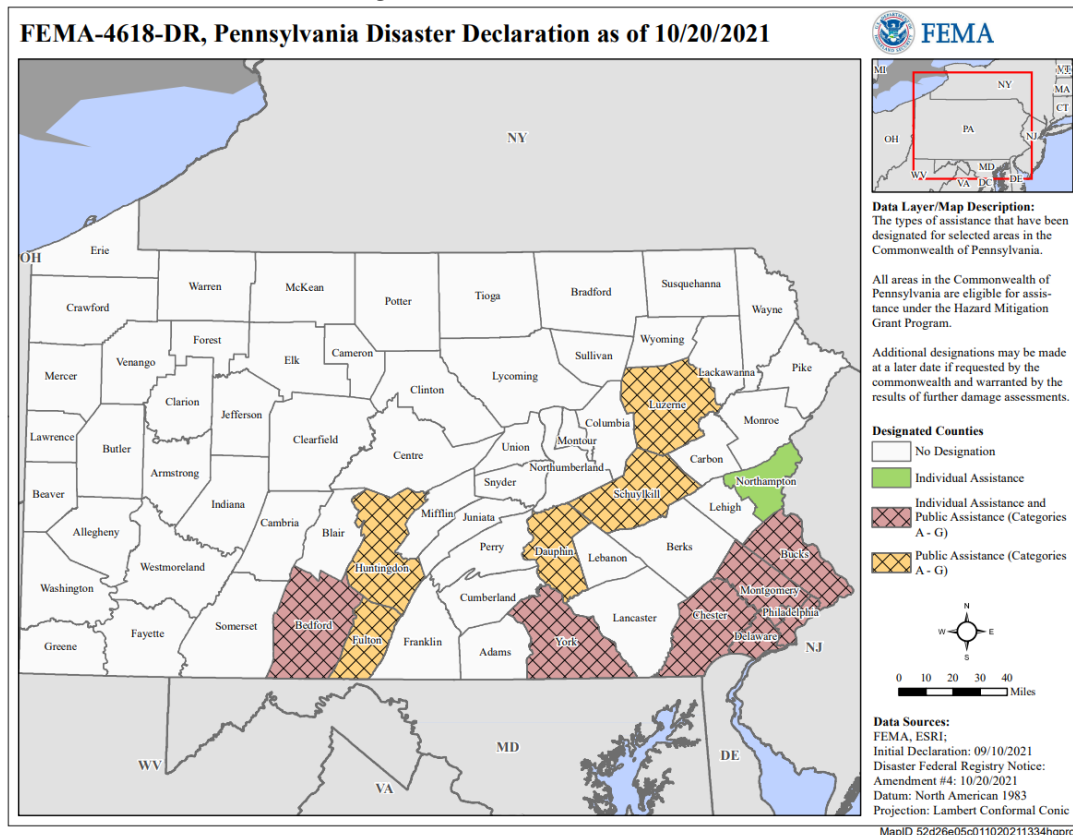 FEMA-4618-DR, Pennsylvania Disaster Declaration as of 10/20/2021
FEMA
MI
NY
VT
MA
CT
OH
PA
NJ
MD
WV
VA
DC
DE
NY
Erie
OH
Warren
McKean
Potter
Tioga
Bradford
Susquehanna
Crawford
Wayne
Forest
Wyoming
Venango
Elk
Cameron
Sullivan
Lackawanna
Pike
Mercer
Lycoming
Clinton
Clarion
Jefferson
Luzerne
Columbia
Monroe
Lawrence
Butler
Clearfield
Centre
Union
Montour
Carbon
Northumberland
Armstrong
Snyder
Northampton
Beaver
Indiana
Schuylkill
Mifflin
Lehigh
Juniata
Cambria
Blair
Allegheny
Perry
Dauphin
Berks
Lebanon
Bucks
Westmoreland
Huntingdon
Washington
Montgomery
Cumberland
Philadelphia
Lancaster
Chester
Somerset
Bedford
Fayette
Delaware
Fulton
Franklin
York
Greene
Adams
NJ
MD
DE
WV
VA
Data Layer/Map Description:
The types of assistance that have been
designated for selected areas in the
Commonwealth of Pennsylvania.
All areas in the Commonwealth of
Pennsylvania are eligible for assis-
tance under the Hazard Mitigation
Grant Program.
Additional designations may be made
at a later date if requested by the
commonwealth and warranted by the
results of further damage assessments.
Designated Counties
No Designation
Individual Assistance
Individual Assistance and
Public Assistance (Categories
A - G)
Public Assistance (Categories
A - G)
N
W E
S
0 10 20 30 40
Miles
Data Sources:
FEMA, ESRI;
Initial Declaration: 09/10/2021
Disaster Federal Registry Notice:
Amendment #4: 10/20/2021
Datum: North American 1983
Projection: Lambert Conformal Conic